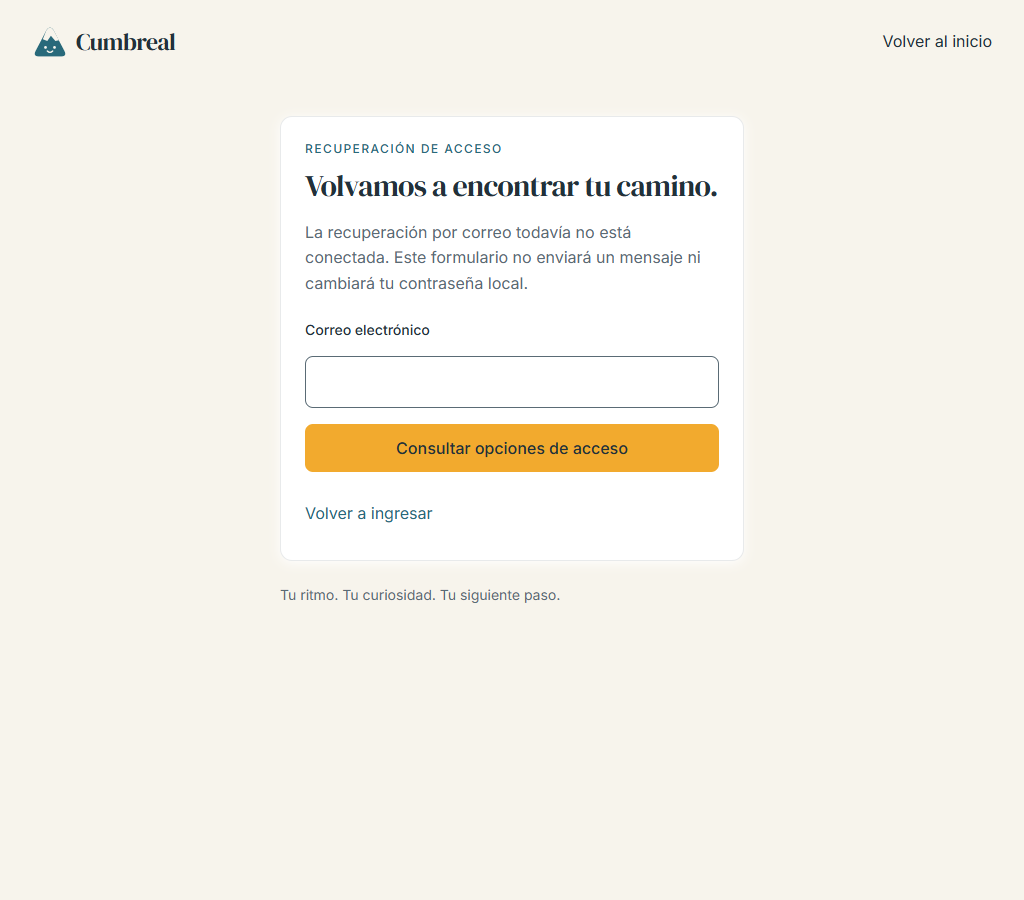 Cumbreal
Volver al inicio
RECUPERACIÓN DE ACCESO
Volvamos a encontrar tu camino.
La recuperación por correo todavía no está
conectada. Este formulario no enviará un mensaje ni
cambiará tu contraseña local.
Correo electrónico
Consultar opciones de acceso
Volver a ingresar
Tu ritmo. Tu curiosidad. Tu siguiente paso.